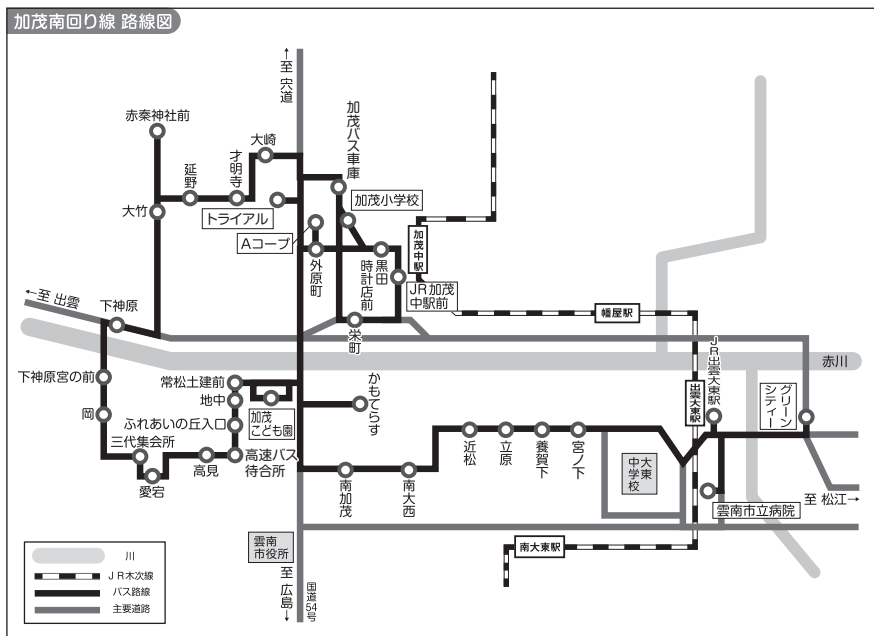 加茂南回り線 路線図
←至 宍道
赤秦神社前
大崎
加茂バス車庫
延野
才明寺
加茂小学校
大竹
トライアル
Aコープ
加茂中駅
外原町
黒田時計店前
JR加茂
中駅前
←至 出雲
下神原
幡屋駅
栄町
JR出雲大東駅
赤川
下神原宮の前
常松土建前
地中
加茂
こども園
かもてらす
出雲大東駅
グリーン
シティー
岡
ふれあいの丘入口
三代集会所
高速バス
待合所
高見
愛宕
近松
立原
養賀下
宮ノ下
大東
中学校
南加茂
南大西
至 松江→
雲南市立病院
雲南
市役所
南大東駅
至 広島→
国道54号
川
JR木次線
バス路線
主要道路